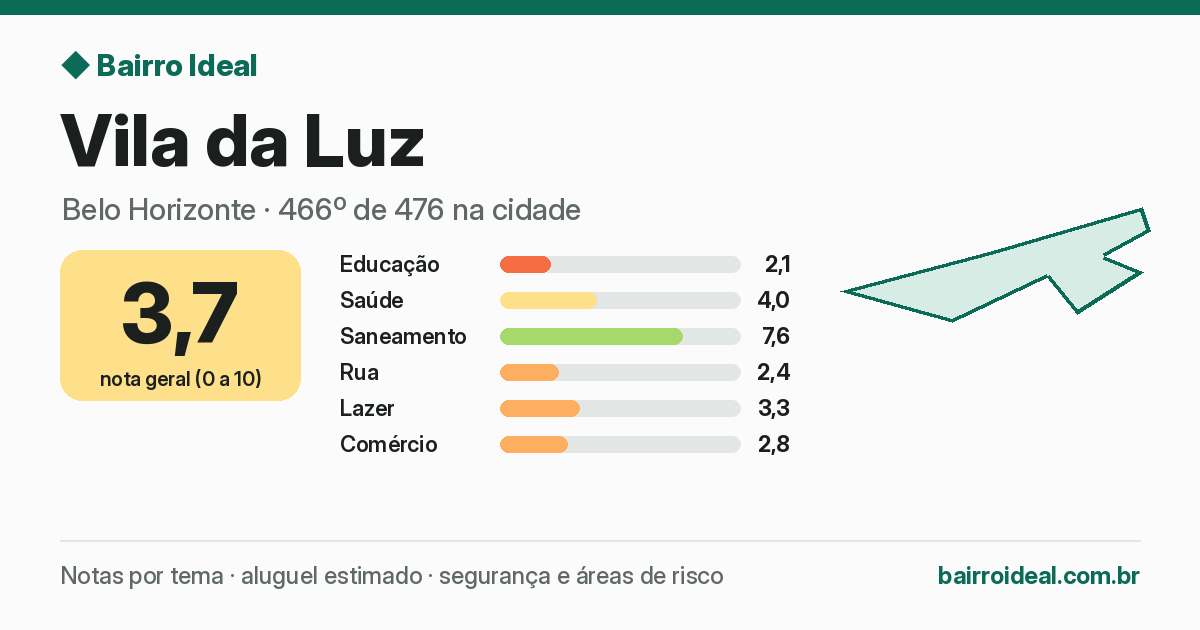 Bairro Ideal
Vila da Luz
Belo Horizonte · 466º de 476 na cidade
3,7
nota geral (0 a 10)
Educação 2,1
Saúde 4,0
Saneamento 7,6
Rua 2,4
Lazer 3,3
Comércio 2,8
Notas por tema · aluguel estimado · segurança e áreas de risco
bairroideal.com.br